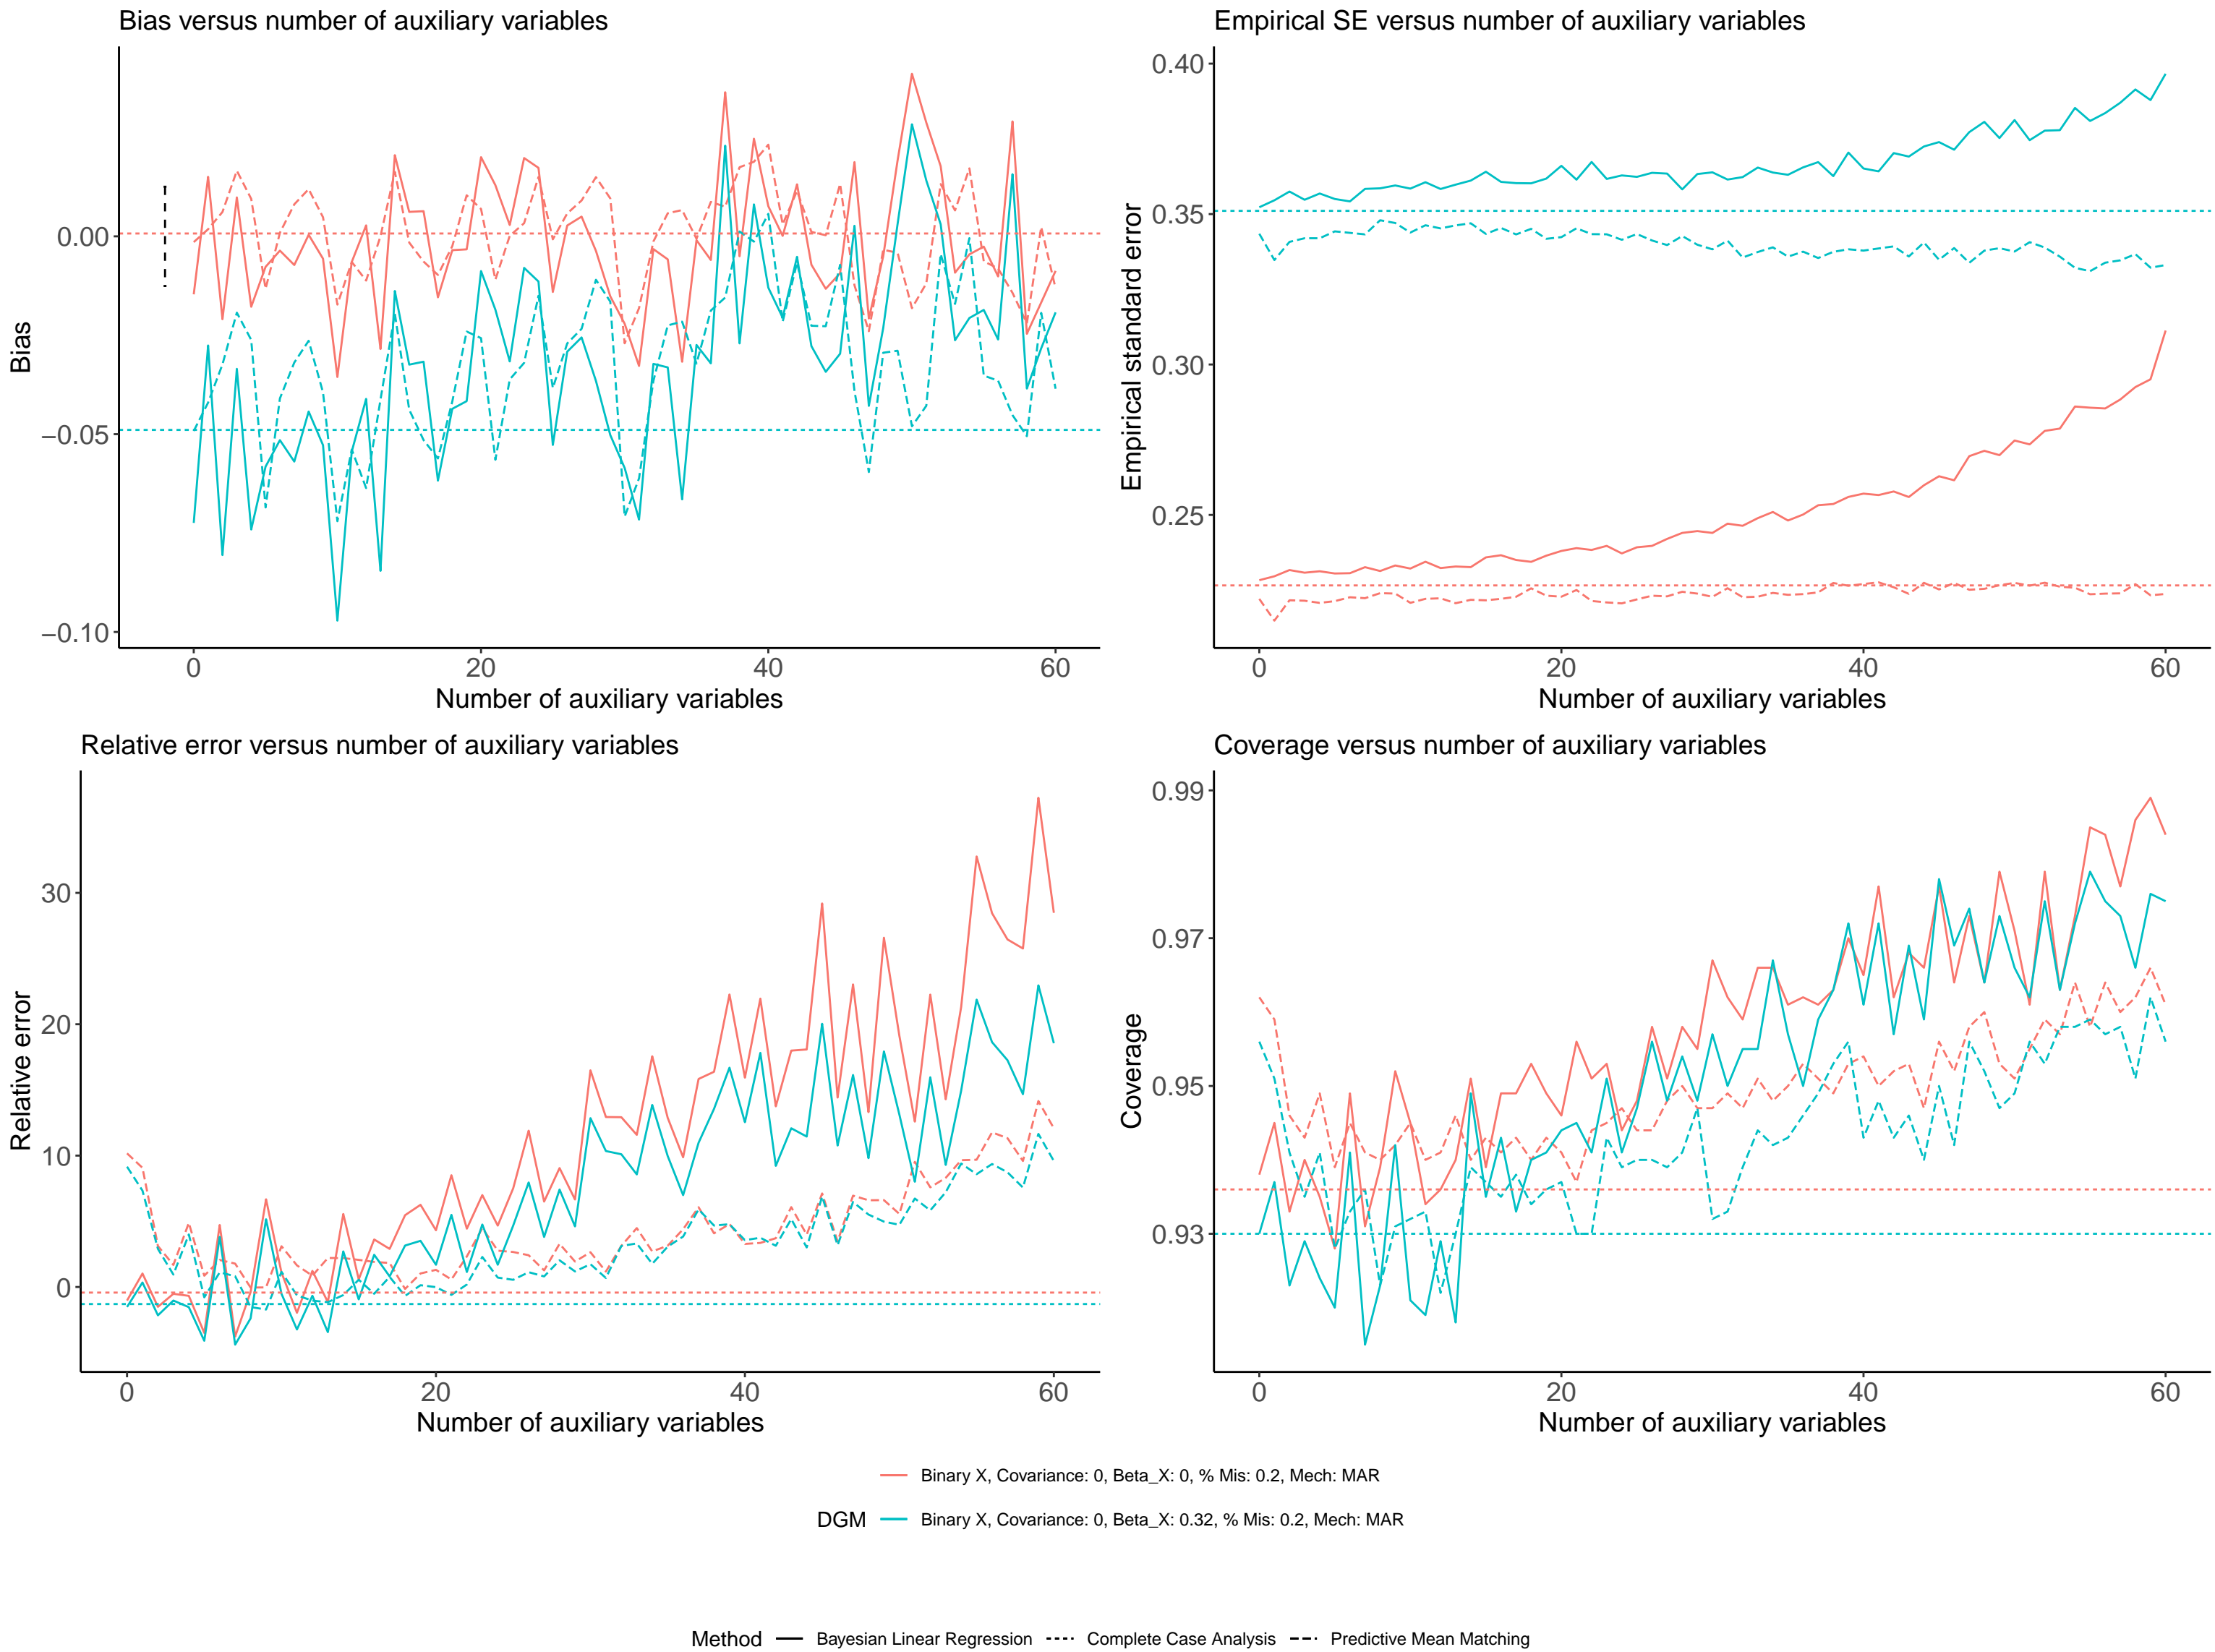 Bias versus number of auxiliary variables
Bias
0.00
−0.05
−0.10
0 20 40 60
Number of auxiliary variables
Empirical SE versus number of auxiliary variables
Empirical standard error
0.40
0.35
0.30
0.25
0 20 40 60
Number of auxiliary variables
Relative error versus number of auxiliary variables
Relative error
30
20
10
0
0 20 40 60
Number of auxiliary variables
Coverage versus number of auxiliary variables
Coverage
0.99
0.97
0.95
0.93
0 20 40 60
Number of auxiliary variables
Binary X, Covariance: 0, Beta_X: 0, % Mis: 0.2, Mech: MAR
DGM Binary X, Covariance: 0, Beta_X: 0.32, % Mis: 0.2, Mech: MAR
Method Bayesian Linear Regression Complete Case Analysis Predictive Mean Matching